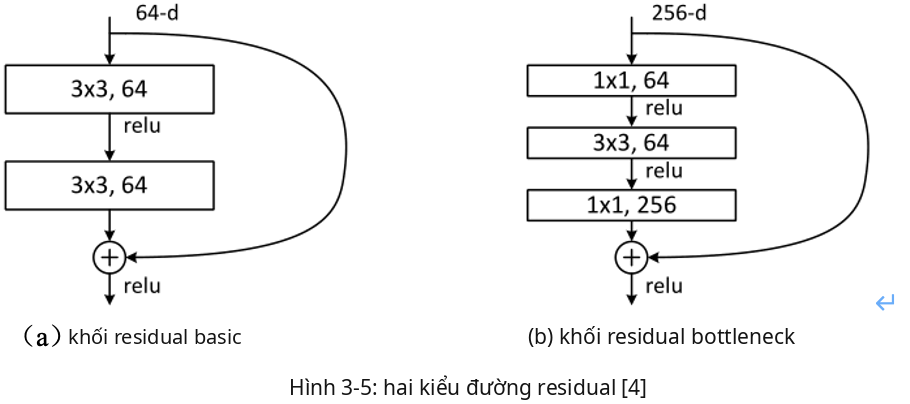 64-d
3x3, 64
relu
3x3, 64
+
relu
(a) khối residual basic
256-d
1x1, 64
relu
3x3, 64
relu
1x1, 256
+
relu
(b) khối residual bottleneck
Hình 3-5: hai kiểu đường residual [4]